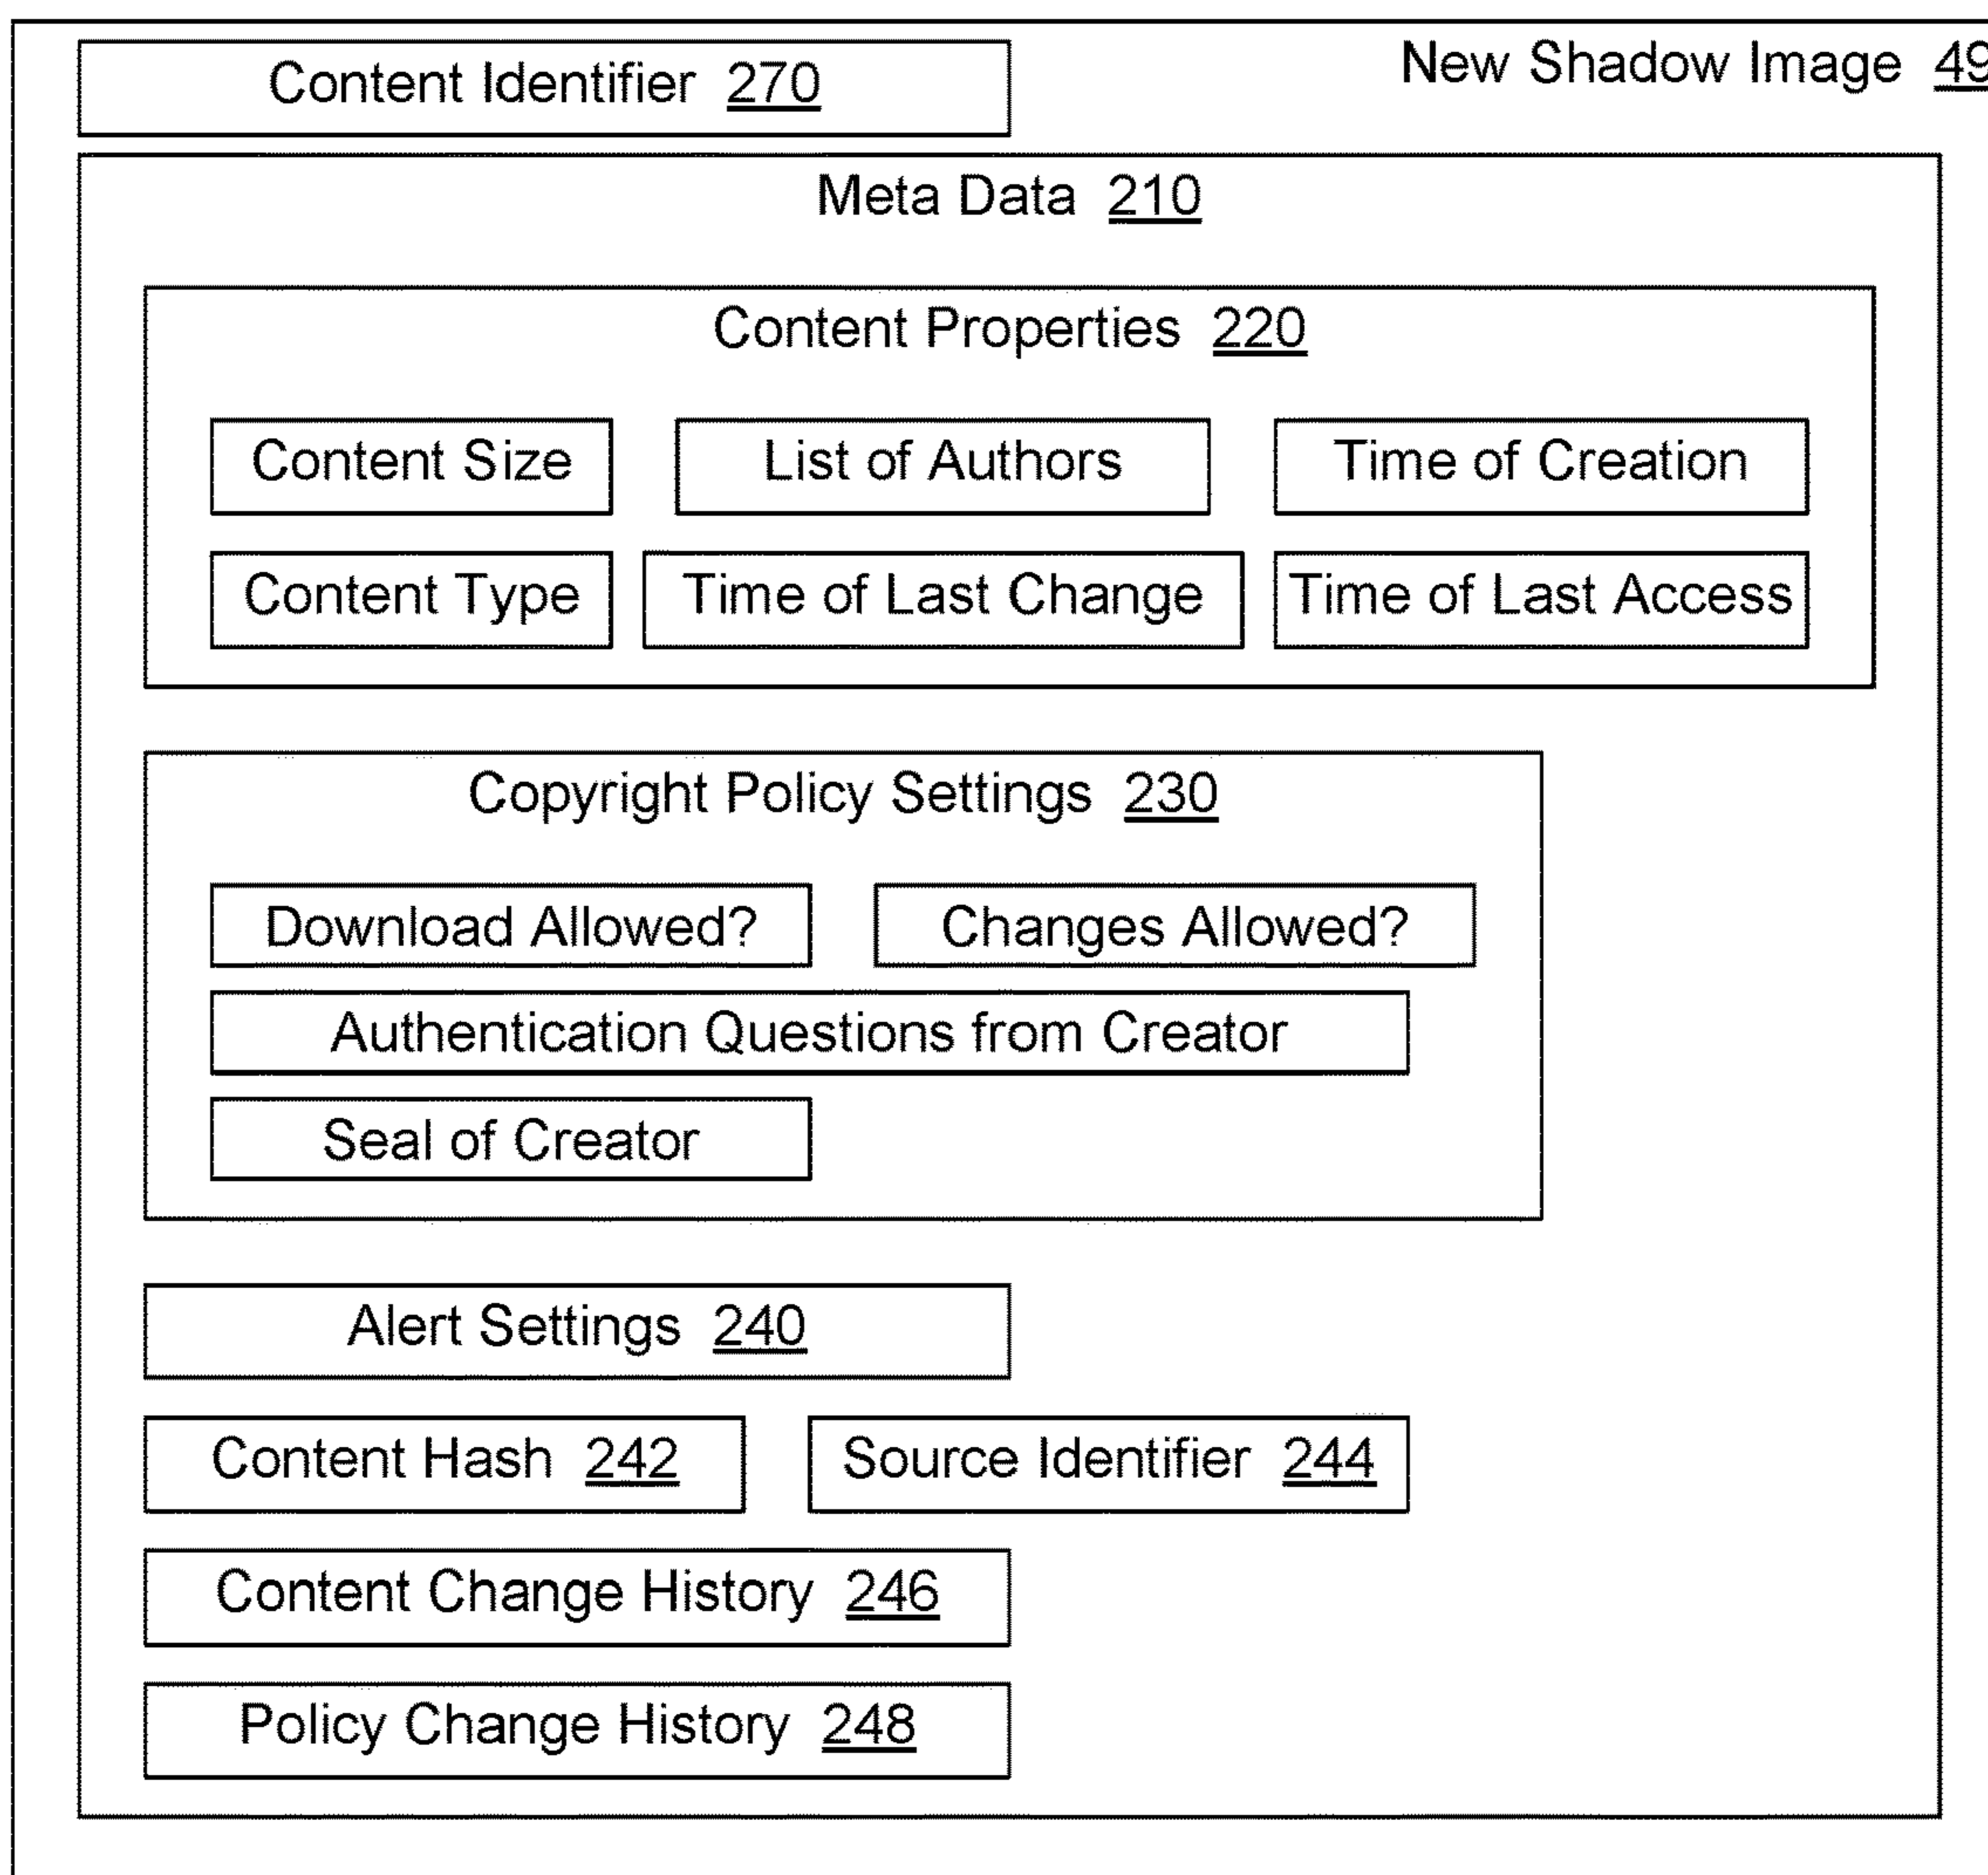 Content Identifier 270
New Shadow Image 49
Meta Data 210
Content Properties 220
Content Size
List of Authors
Time of Creation
Content Type
Time of Last Change
Time of Last Access
Copyright Policy Settings 230
Download Allowed?
Changes Allowed?
Authentication Questions from Creator
Seal of Creator
Alert Settings 240
Content Hash 242
Source Identifier 244
Content Change History 246
Policy Change History 248